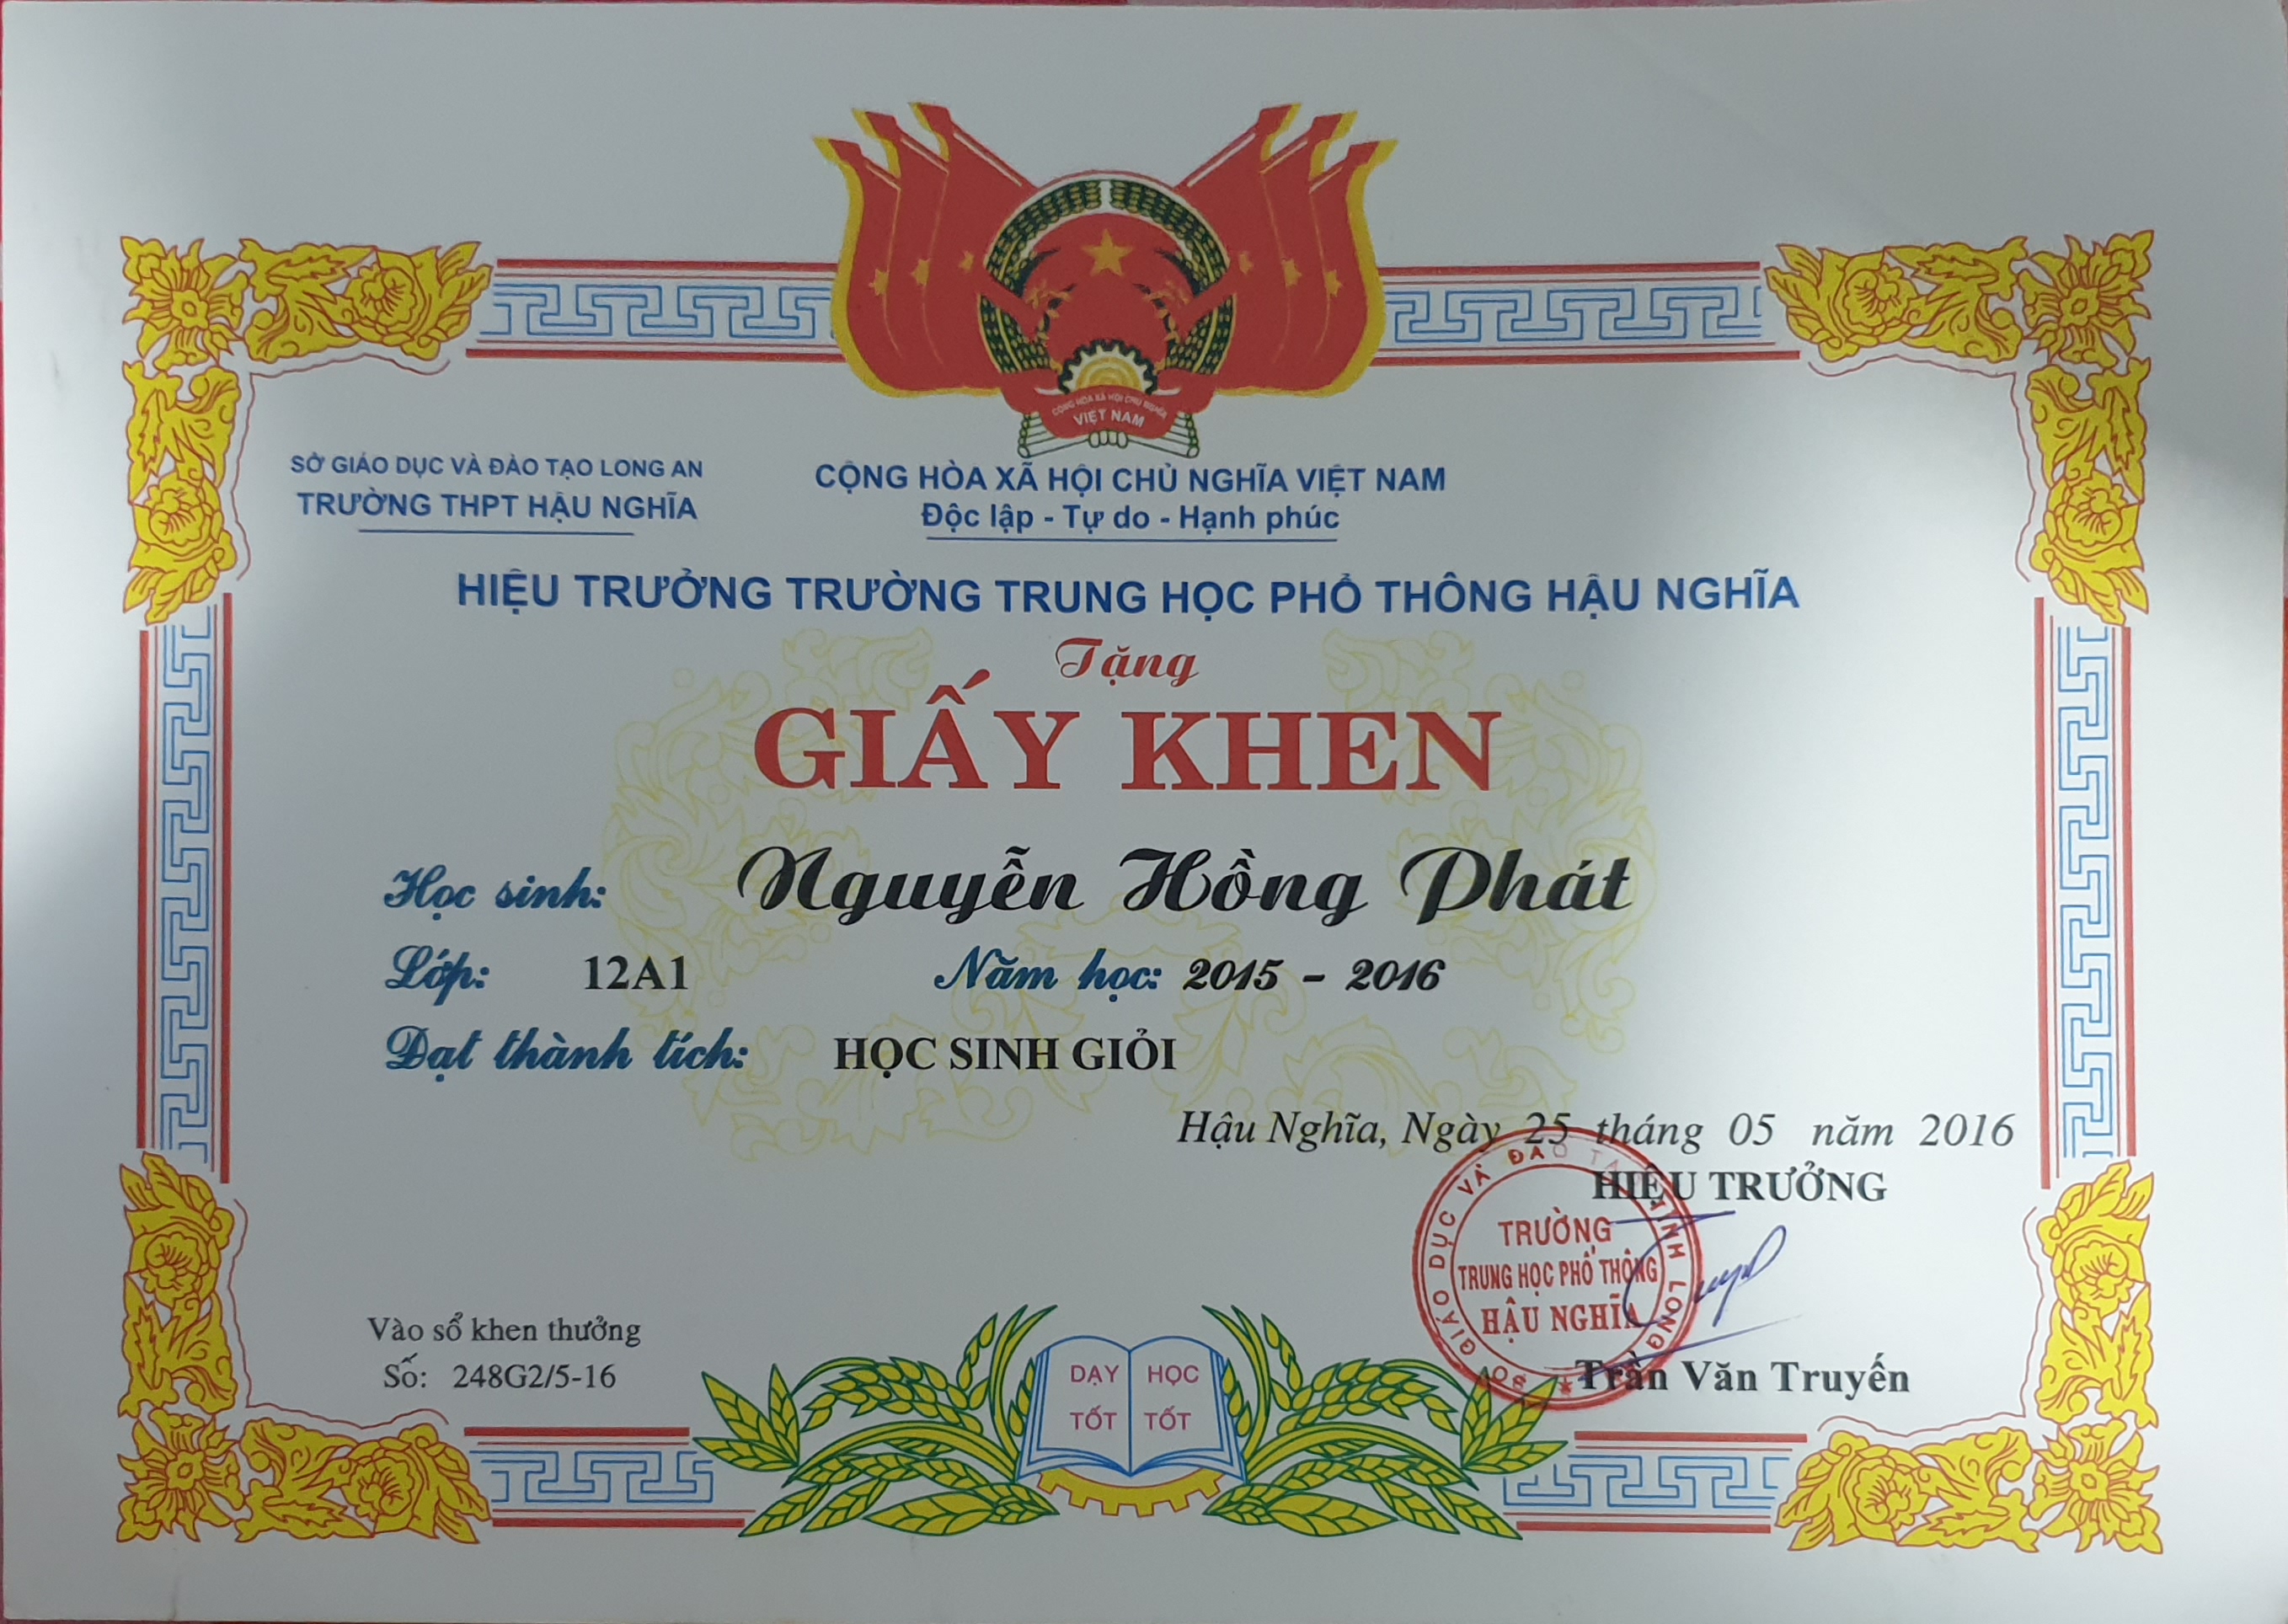 CỘNG HÒA XÃ HỘI CHỦ NGHĨA
VIỆT NAM
SỞ GIÁO DỤC VÀ ĐÀO TẠO LONG AN
TRƯỜNG THPT HẬU NGHĨA
CỘNG HÒA XÃ HỘI CHỦ NGHĨA VIỆT NAM
Độc lập - Tự do - Hạnh phúc
HIỆU TRƯỞNG TRƯỜNG TRUNG HỌC PHỔ THÔNG HẬU NGHĨA
Tặng
GIẤY KHEN
Học sinh: Nguyễn Hồng Phát
Lớp: 12A1 Năm học: 2015 - 2016
Đạt thành tích: HỌC SINH GIỎI
Hậu Nghĩa, Ngày 25 tháng 05 năm 2016
HIỆU TRƯỞNG
SỞ GIÁO DỤC VÀ ĐÀO TẠO TỈNH LONG
TRƯỜNG
TRUNG HỌC PHỔ THÔNG
HẬU NGHĨA
Trần Văn Truyến
Vào sổ khen thưởng
Số: 248G2/5-16
DẠY TỐT
HỌC TỐT